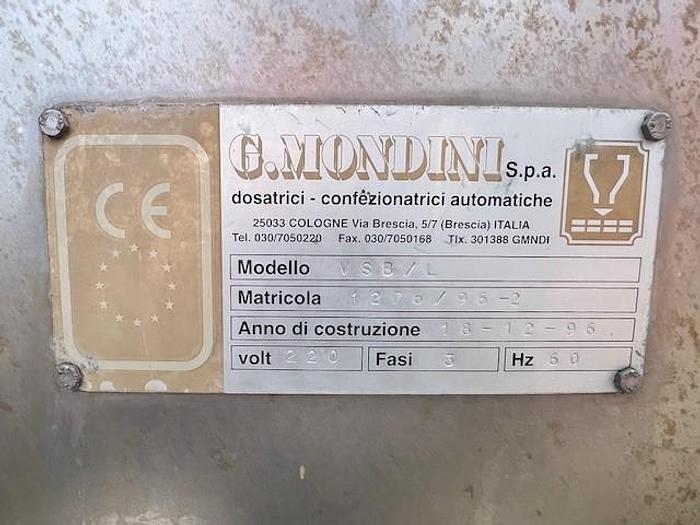 CE
G.MONDINI S.p.a.
dosatrici - confezionatrici automatiche
25033 COLOGNE Via Brescia, 5/7 (Brescia) ITALIA
Tel. 030/7050220 Fax. 030/7050168 Tlx. 301388 GMNDI
Modello VSB/L
Matricola 1276/96-2
Anno di costruzione 18-12-96.
volt 220 Fasi 3 Hz 60